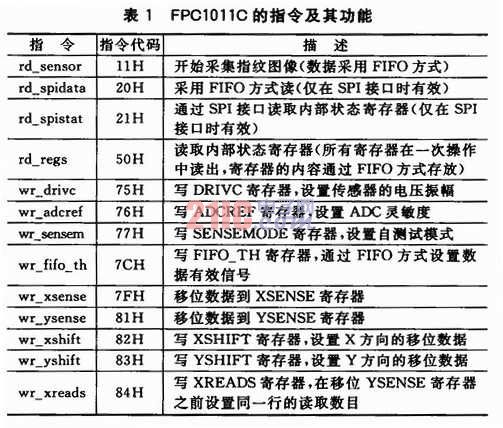 表 1 FPC1011C 的指令及其功能
指 令 指令代码 描 述
rd_sensor 11H 开始采集指纹图像(数据采用 FIFO 方式)
rd_spidata 20H 采用 FIFO 方式读(仅在 SPI 接口时有效)
rd_spistat 21H 通过 SPI 接口读取内部状态寄存器(仅在 SPI
接口时有效)
rd_regs 50H 读取内部状态寄存器(所有寄存器在一次操作
中读出,寄存器的内容通过 FIFO 方式存放)
wr_drivc 75H 写 DRIVC 寄存器,设置传感器的电压振幅
wr_adcref 76H 写 ADCREF 寄存器,设置 ADC 灵敏度
wr_sensem 77H 写 SENSEMODE 寄存器,设置自测试模式
wr_fifo_th 7CH 写 FIFO_TH 寄存器,通过 FIFO 方式设置数
据有效信号
wr_xsense 7FH 移位数据到 XSENSE 寄存器
wr_ysense 81H 移位数据到 YSENSE 寄存器
wr_xshift 82H 写 XSHIFT 寄存器,设置 X 方向的移位数据
wr_yshift 83H 写 YSHIFT 寄存器,设置 Y 方向的移位数据
wr_xreads 84H 写 XREADS 寄存器,在移位 YSENSE 寄存器
之前设置同一行的读取数目